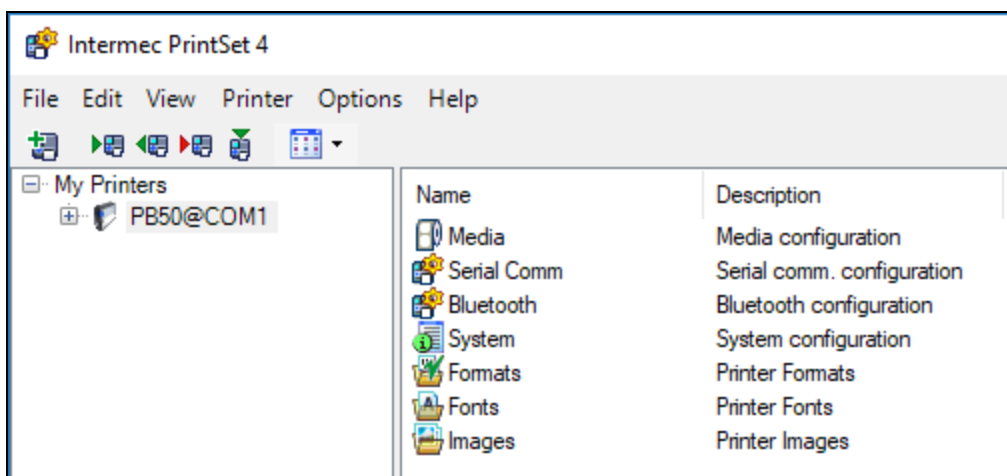 Intermec PrintSet 4
File Edit View Printer Options Help
My Printers
PB50@COM1
Name Description
Media Media configuration
Serial Comm Serial comm. configuration
Bluetooth Bluetooth configuration
System System configuration
Formats Printer Formats
Fonts Printer Fonts
Images Printer Images